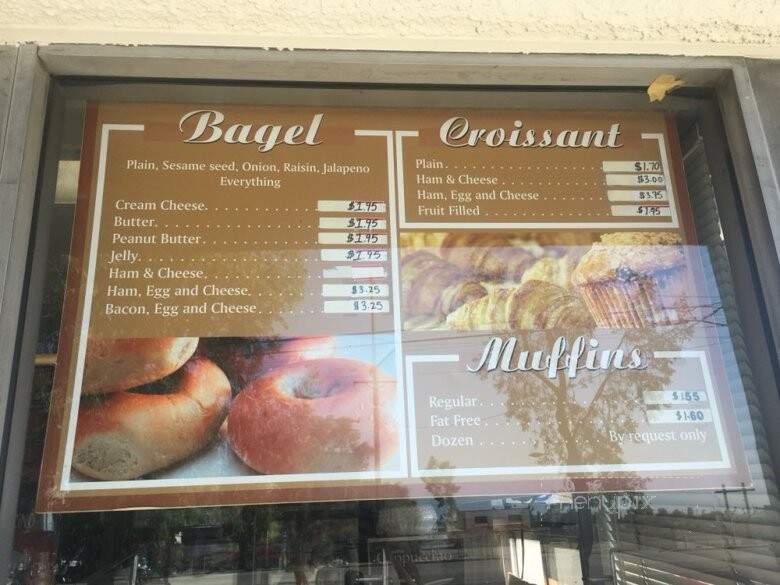 Bagel
Plain, Sesame seed, Onion, Raisin, Jalapeno
Everything
Cream Cheese. $1.95
Butter. $1.95
Peanut Butter. $1.95
Jelly. $1.95
Ham & Cheese.
Ham, Egg and Cheese. $3.25
Bacon, Egg and Cheese. $3.25
Croissant
Plain. $1.70
Ham & Cheese $3.00
Ham, Egg and Cheese $3.75
Fruit Filled
Muffins
Regular. $1.55
Fat Free. $1.60
Dozen By request only
menupix